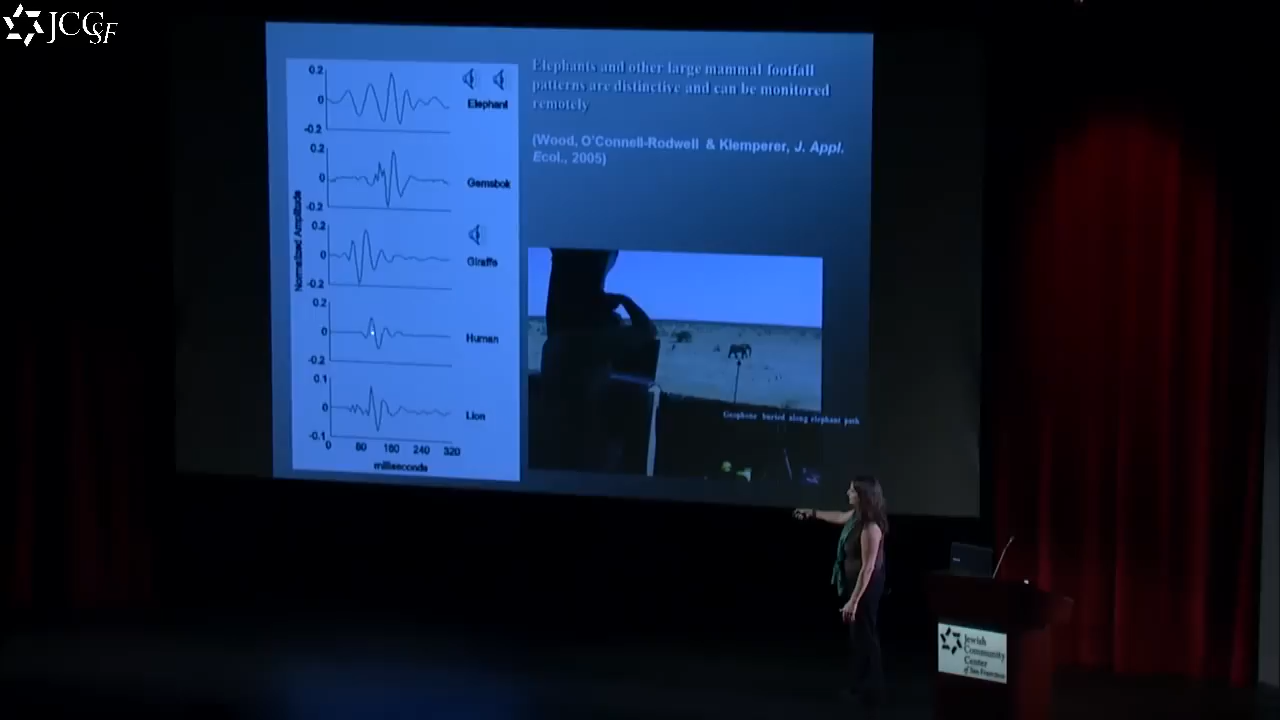 JCCSF
Elephants and other large mammal footfall
patterns are distinctive and can be monitored
remotely
(Wood, O'Connell-Rodwell & Klemperer, J. Appl.
Ecol., 2005)
0.2
0
-0.2
Elephant
0.2
0
-0.2
Gemsbok
0.2
0
-0.2
Giraffe
0.2
0
-0.2
Human
0.1
0
-0.1
Lion
0 80 160 240 320
milliseconds
Normalized Amplitude
Geophone buried along elephant path
Jewish
Community
Center
of San Francisco